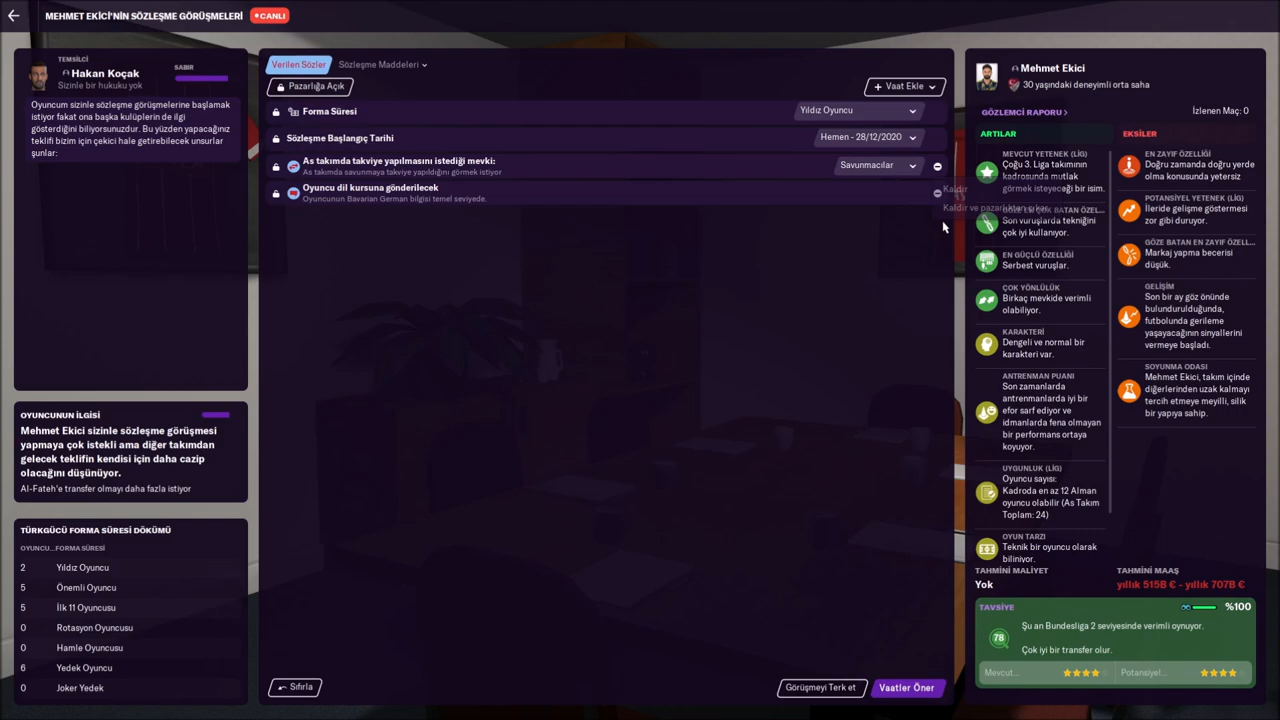 MEHMET EKİCİ'NİN SÖZLEŞME GÖRÜŞMELERİ
CANLI
TEMSİLCİ
Hakan Koçak
Sizinle bir hukuku yok
SABIR
Oyuncum sizinle sözleşme görüşmelerine başlamak
istiyor fakat ona başka kulüplerin de ilgi
gösterdiğini biliyorsunuzdur. Bu yüzden yapacağınız
teklifi bizim için çekici hale getirebilecek unsurlar
şunlar:
OYUNCUNUN İLGİSİ
Mehmet Ekici sizinle sözleşme görüşmesi
yapmaya çok istekli ama diğer takımdan
gelecek teklifin kendisi için daha cazip
olacağını düşünüyor.
Al-Fateh'e transfer olmayı daha fazla istiyor
TÜRKGÜCÜ FORMA SÜRESİ DÖKÜMÜ
OYUNCU... FORMA SÜRESİ
2 Yıldız Oyuncu
5 Önemli Oyuncu
5 İlk 11 Oyuncusu
0 Rotasyon Oyuncusu
0 Hamle Oyuncusu
6 Yedek Oyuncu
0 Joker Yedek
Verilen Sözler
Sözleşme Maddeleri
Pazarlığa Açık
+ Vaat Ekle
Forma Süresi
Yıldız Oyuncu
Sözleşme Başlangıç Tarihi
Hemen - 28/12/2020
As takımda takviye yapılmasını istediği mevki:
As takımda savunmaya takviye yapıldığını görmek istiyor
Savunmacılar
Oyuncu dil kursuna gönderilecek
Oyuncunun Bavarian German bilgisi temel seviyede.
Kaldır
Kaldır ve pazarlıktan çıkar
Sıfırla
Görüşmeyi Terk et
Vaatler Öner
Mehmet Ekici
30 yaşındaki deneyimli orta saha
GÖZLEMCİ RAPORU >
İzlenen Maç: 0
ARTILAR
MEVCUT YETENEK (LİG)
Çoğu 3. Liga takımının
kadrosunda mutlak
görmek isteyeceği bir isim.
GÖZE EN ÇOK BATAN ÖZEL...
Son vuruşlarda tekniğini
çok iyi kullanıyor.
EN GÜÇLÜ ÖZELLİĞİ
Serbest vuruşlar.
ÇOK YÖNLÜLÜK
Birkaç mevkide verimli
olabiliyor.
KARAKTERİ
Dengeli ve normal bir
karakteri var.
ANTRENMAN PUANI
Son zamanlarda
antrenmanlarda iyi bir
efor sarf ediyor ve
idmanlarda fena olmayan
bir performans ortaya
koyuyor.
UYGUNLUK (LİG)
Oyuncu sayısı:
Kadroda en az 12 Alman
oyuncu olabilir (As Takım
Toplam: 24)
OYUN TARZI
Teknik bir oyuncu olarak
biliniyor.
EKSİLER
EN ZAYIF ÖZELLİĞİ
Doğru zamanda doğru yerde
olma konusunda yetersiz
POTANSİYEL YETENEK (LİG)
İleride gelişme göstermesi
zor gibi duruyor.
GÖZE BATAN EN ZAYIF ÖZELL...
Markaj yapma becerisi
düşük.
GELİŞİM
Son bir ay göz önünde
bulundurulduğunda,
futbolunda gerileme
yaşayacağının sinyallerini
vermeye başladı.
SOYUNMA ODASI
Mehmet Ekici, takım içinde
diğerlerinden uzak kalmayı
tercih etmeye meyilli, silik
bir yapıya sahip.
TAHMİNİ MALİYET
Yok
TAHMİNİ MAAŞ
yıllık 515B € - yıllık 707B €
TAVSİYE
%100
78
Şu an Bundesliga 2 seviyesinde verimli oynuyor.
Çok iyi bir transfer olur.
Mevcut...
Potansiyel...